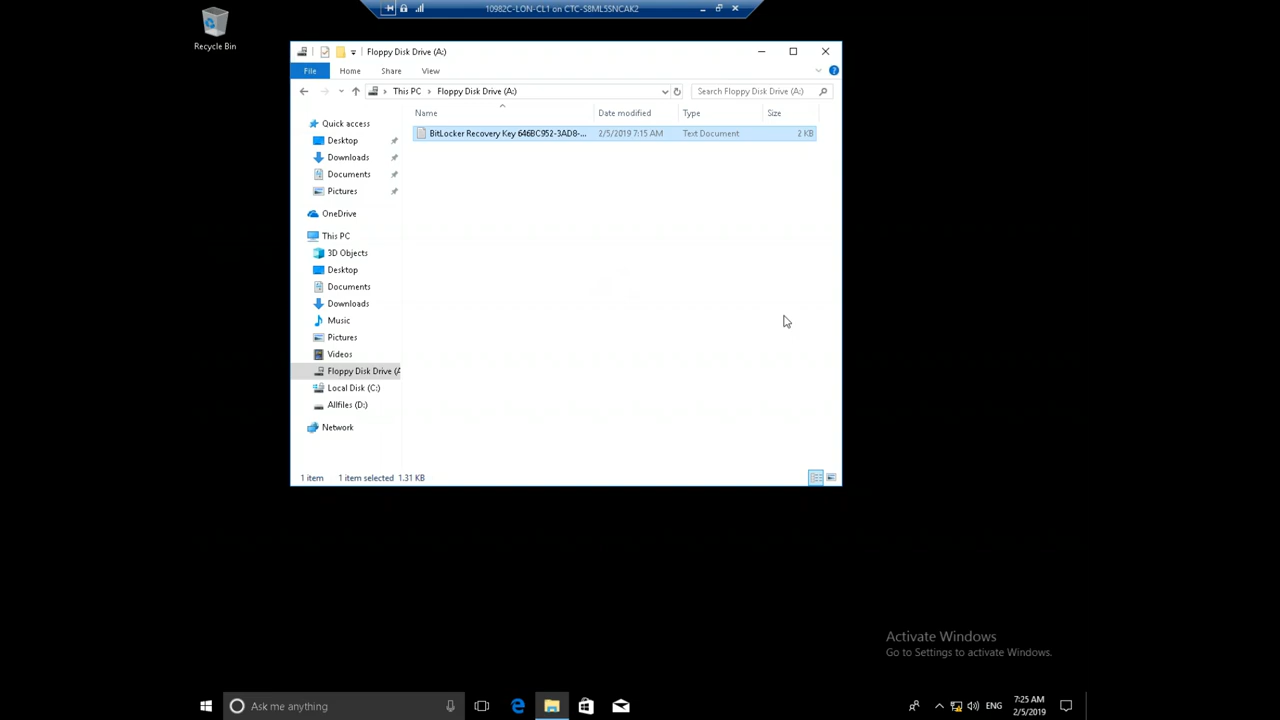 10982C-LON-CL1 on CTC-S8ML5SNCAK2
Recycle Bin
Floppy Disk Drive (A:)
File Home Share View
This PC Floppy Disk Drive (A:)
Search Floppy Disk Drive (A:)
Name Date modified Type Size
BitLocker Recovery Key 646BC952-3AD8-... 2/5/2019 7:15 AM Text Document 2 KB
Quick access
Desktop
Downloads
Documents
Pictures
OneDrive
This PC
3D Objects
Desktop
Documents
Downloads
Music
Pictures
Videos
Floppy Disk Drive (A
Local Disk (C:)
Allfiles (D:)
Network
1 item 1 item selected 1.31 KB
Activate Windows
Go to Settings to activate Windows.
Ask me anything
ENG
7:25 AM
2/5/2019